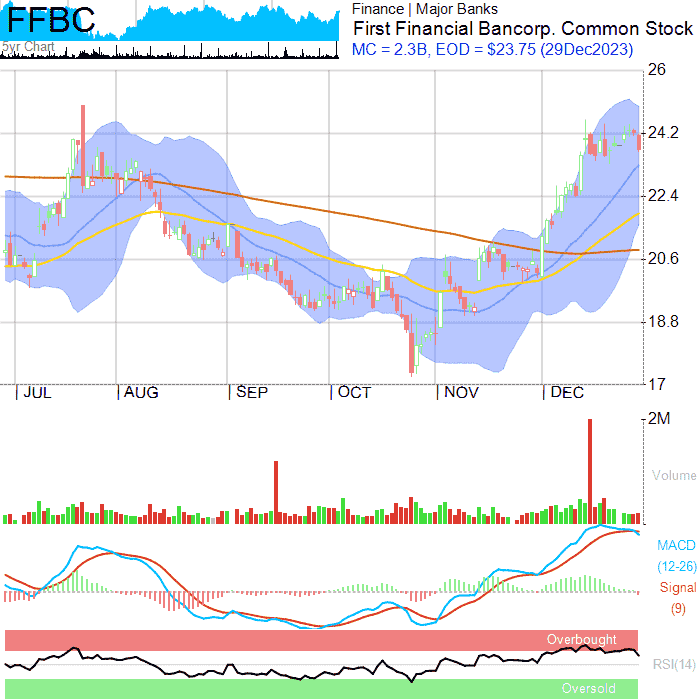 FFBC
5yr Chart
Finance | Major Banks
First Financial Bancorp. Common Stock
MC = 2.3B, EOD = $23.75 (29Dec2023)
26
24.2
22.4
20.6
18.8
17
JUL AUG SEP OCT NOV DEC
2M
Volume
MACD
(12-26)
Signal
(9)
Overbought
RSI(14)
Oversold